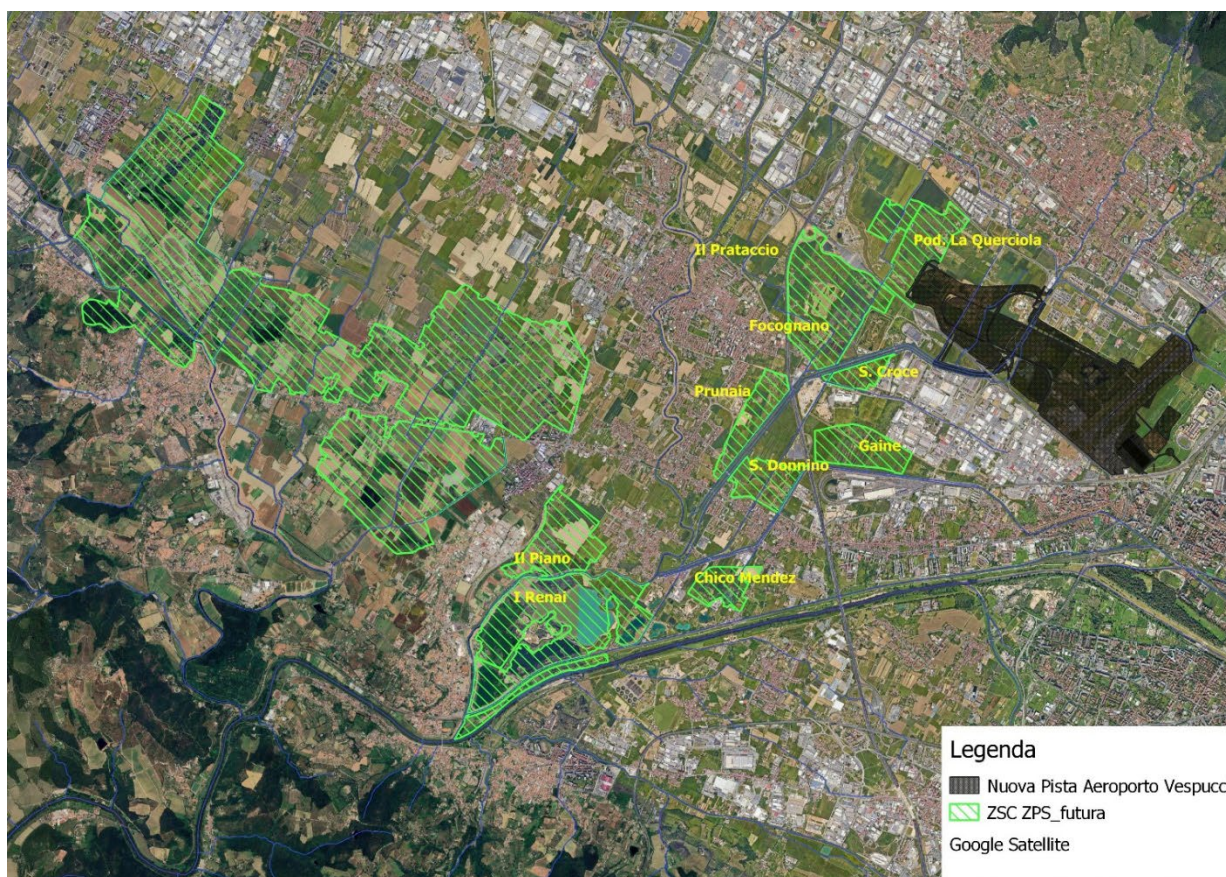 Pod. La Querciola
Il Prataccio
Focognano
S. Croce
Prunaia
Gaine
S. Donnino
Il Piano
Chico Mendez
I Renai
Legenda
Nuova Pista Aeroporto Vespucc
ZSC ZPS_futura
Google Satellite